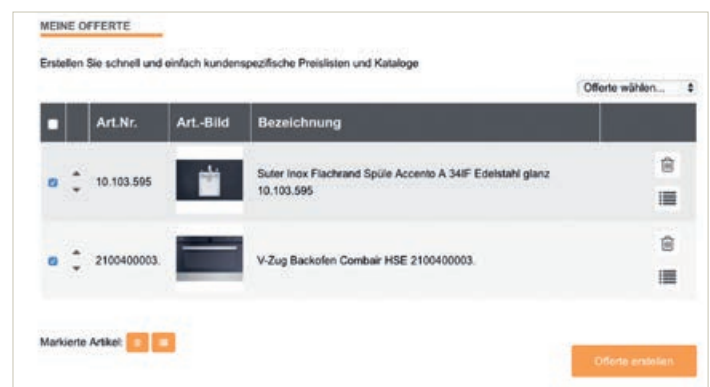 MEINE OFFERTE
Erstellen Sie schnell und einfach kundenspezifische Preislisten und Kataloge
Offerte wählen...
Art.Nr. Art.-Bild Bezeichnung
10.103.595 Suter Inox Flachrand Spüle Accento A 34IF Edelstahl glanz
10.103.595
2100400003. V-Zug Backofen Combair HSE 2100400003.
Markierte Artikel:
Offerte erstellen